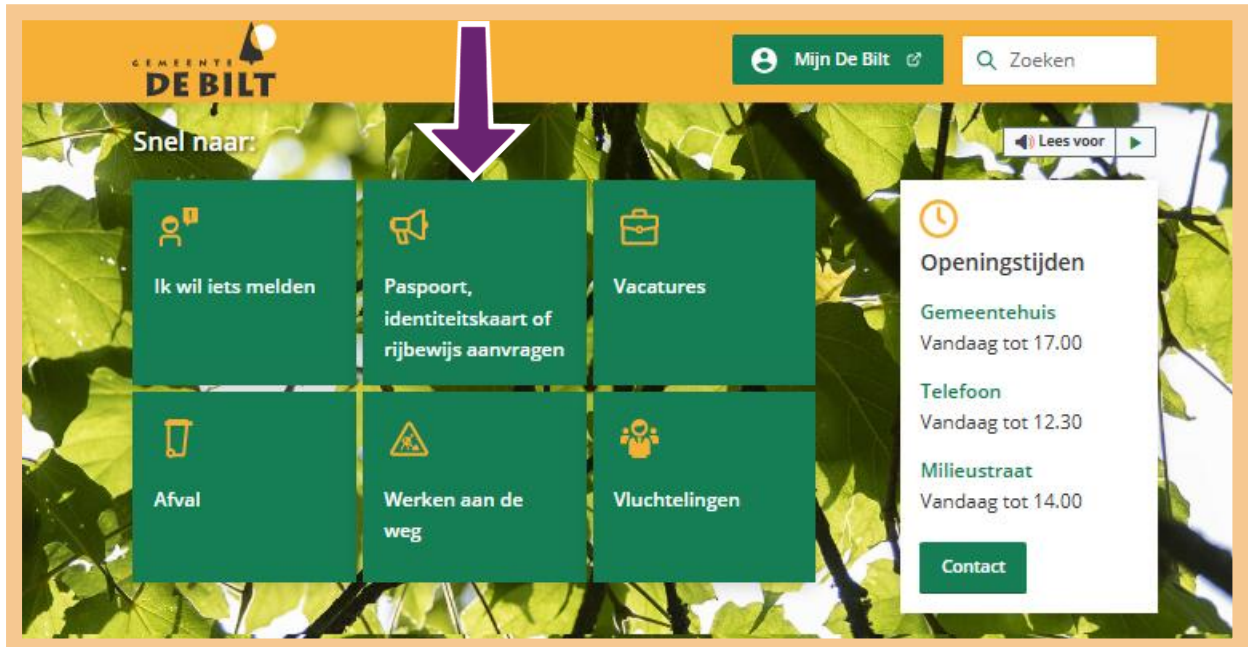 GEMEENTE
DE BILT
Mijn De Bilt
Zoeken
Snel naar:
Lees voor
Ik wil iets melden
Paspoort,
identiteitskaart of
rijbewijs aanvragen
Vacatures
Afval
Werken aan de
weg
Vluchtelingen
Openingstijden
Gemeentehuis
Vandaag tot 17.00
Telefoon
Vandaag tot 12.30
Milieustraat
Vandaag tot 14.00
Contact